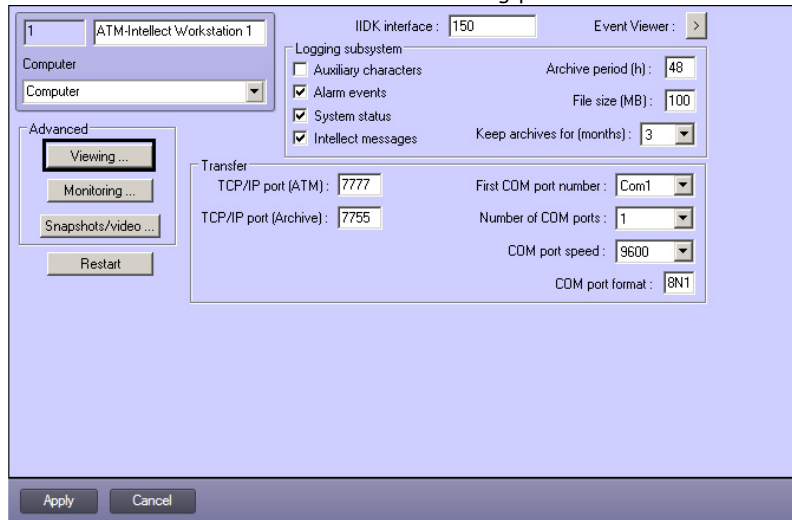 1 ATM-Intellect Workstation 1
Computer
Computer
IIDK interface : 150
Event Viewer : >
Logging subsystem
Auxiliary characters
Alarm events
System status
Intellect messages
Archive period (h) : 48
File size (MB) : 100
Keep archives for (months) : 3
Advanced
Viewing ...
Monitoring ...
Snapshots/video ...
Restart
Transfer
TCP/IP port (ATM) : 7777
TCP/IP port (Archive) : 7755
First COM port number : Com1
Number of COM ports : 1
COM port speed : 9600
COM port format : 8N1
Apply Cancel